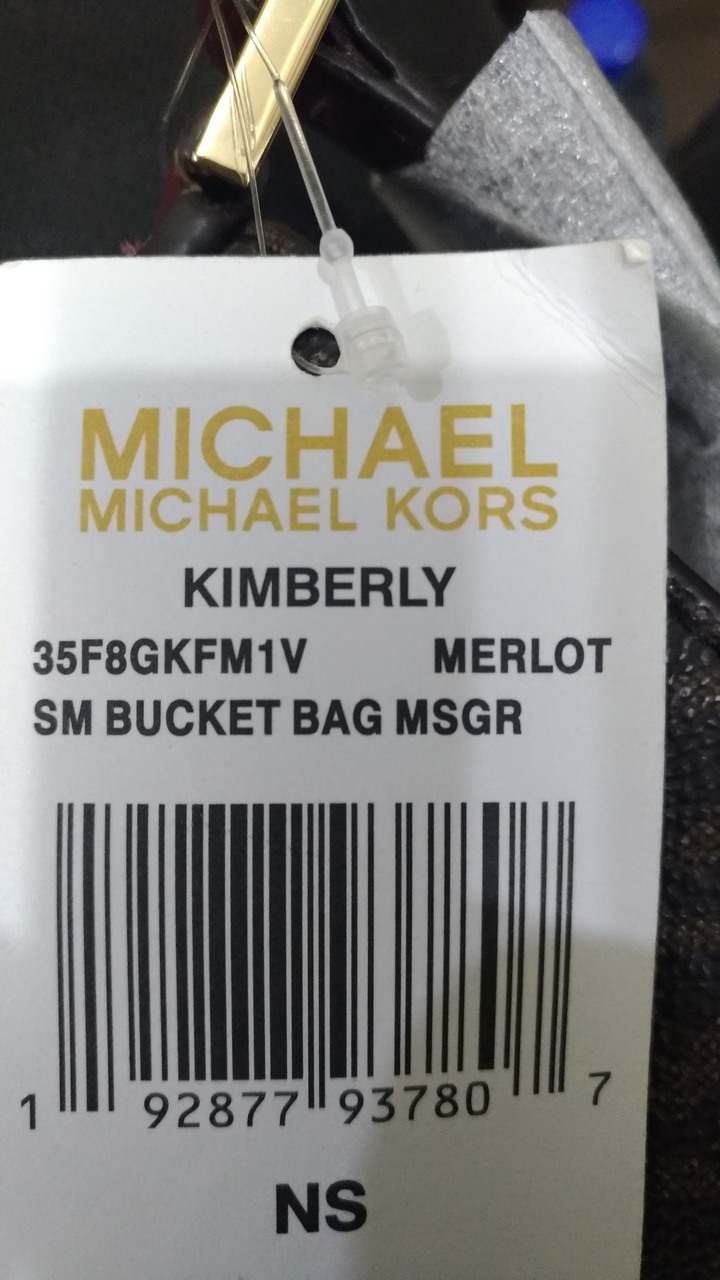 MICHAEL
MICHAEL KORS
KIMBERLY
35F8GKFM1V MERLOT
SM BUCKET BAG MSGR
1 92877 93780 7
NS